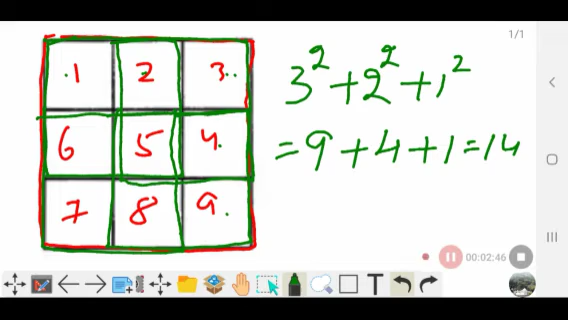 1/1
1 2 3
6 5 4
7 8 9
3² + 2² + 1²
= 9 + 4 + 1 = 14
00:02:46
T